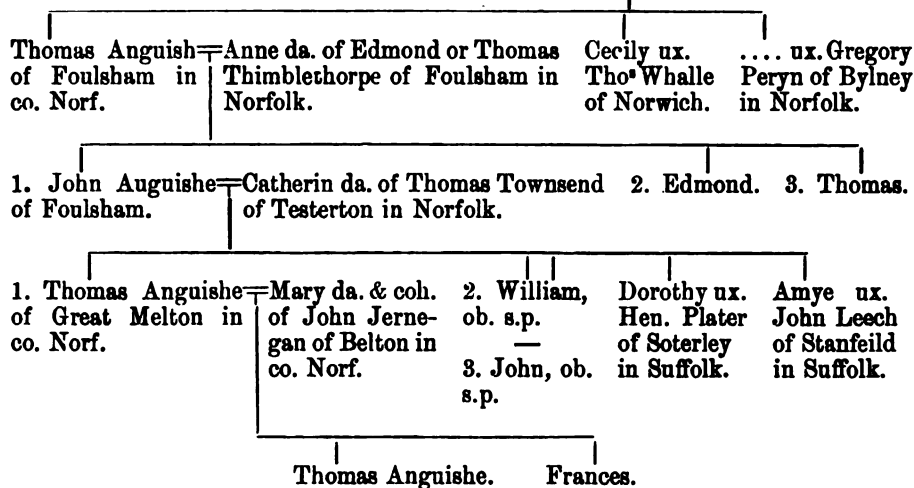 Thomas Anguish
of Foulsham in
co. Norf.
Anne da. of Edmond or Thomas
Thimblethorpe of Foulsham in
Norfolk.
Cecily ux.
Thoˢ Whalle
of Norwich.
.... ux. Gregory
Peryn of Bylney
in Norfolk.
1. John Auguishe
of Foulsham.
Catherin da. of Thomas Townsend
of Testerton in Norfolk.
2. Edmond.
3. Thomas.
1. Thomas Anguishe
of Great Melton in
co. Norf.
Mary da. & coh.
of John Jerne-
gan of Belton in
co. Norf.
2. William,
ob. s.p.
—
3. John, ob.
s.p.
Dorothy ux.
Hen. Plater
of Soterley
in Suffolk.
Amye ux.
John Leech
of Stanfeild
in Suffolk.
Thomas Anguishe.
Frances.